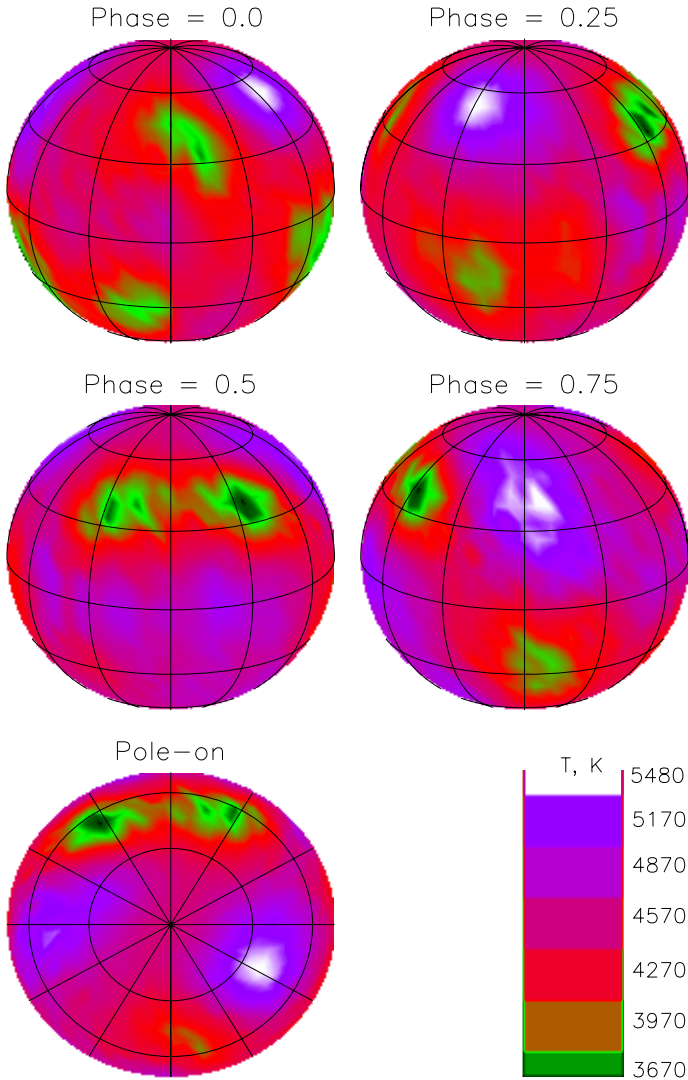 Phase = 0.0
Phase = 0.25
Phase = 0.5
Phase = 0.75
Pole-on
T, K
5480
5170
4870
4570
4270
3970
3670